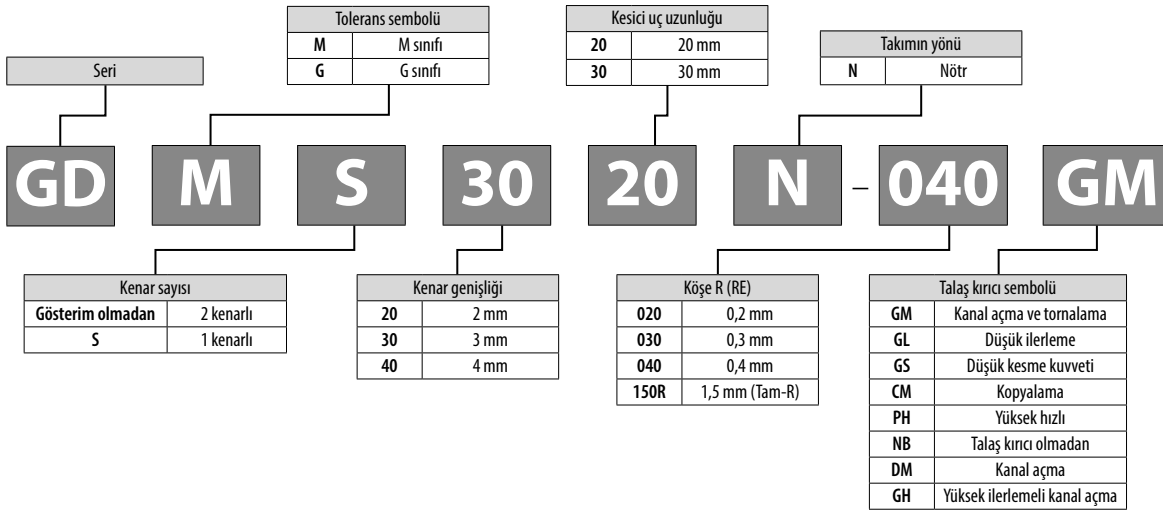 Seri
Tolerans sembolü
M M sınıfı
G G sınıfı
Kesici uç uzunluğu
20 20 mm
30 30 mm
Takımın yönü
N Nötr
GD M S 30 20 N – 040 GM
Kenar sayısı
Gösterim olmadan 2 kenarlı
S 1 kenarlı
Kenar genişliği
20 2 mm
30 3 mm
40 4 mm
Köşe R (RE)
020 0,2 mm
030 0,3 mm
040 0,4 mm
150R 1,5 mm (Tam-R)
Talaş kırıcı sembolü
GM Kanal açma ve tornalama
GL Düşük ilerleme
GS Düşük kesme kuvveti
CM Kopyalama
PH Yüksek hızlı
NB Talaş kırıcı olmadan
DM Kanal açma
GH Yüksek ilerlemeli kanal açma